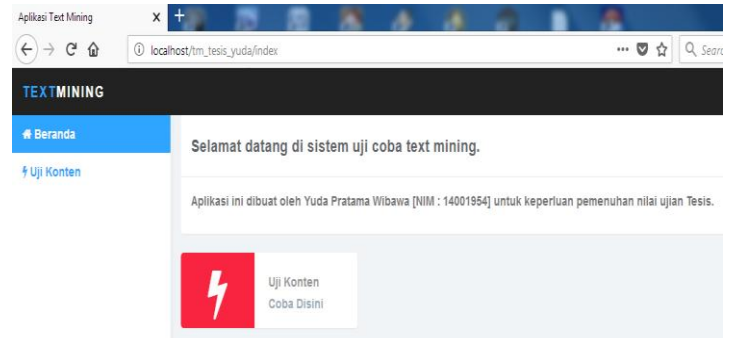 Aplikasi Text Mining
localhost/tm_tesis_yuda/index
TEXTMINING
Beranda
Uji Konten
Selamat datang di sistem uji coba text mining.
Aplikasi ini dibuat oleh Yuda Pratama Wibawa [NIM : 14001954] untuk keperluan pemenuhan nilai ujian Tesis.
Uji Konten
Coba Disini